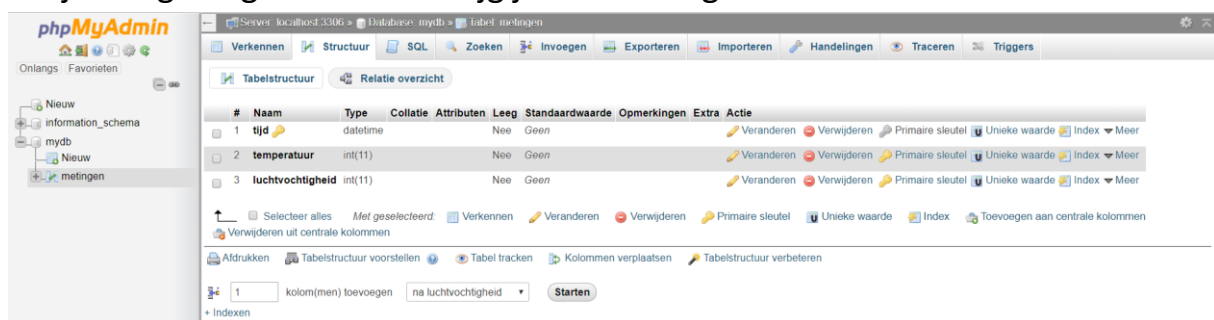 phpMyAdmin
Onlangs Favorieten
Nieuw
information_schema
mydb
Nieuw
metingen
Server: localhost:3306 » Database: mydb » Tabel: metingen
Verkennen Structuur SQL Zoeken Invoegen Exporteren Importeren Handelingen Traceren Triggers
Tabelstructuur Relatie overzicht
# Naam Type Collatie Attributen Leeg Standaardwaarde Opmerkingen Extra Actie
1 tijd datetime Nee Geen Veranderen Verwijderen Primaire sleutel Unieke waarde Index Meer
2 temperatuur int(11) Nee Geen Veranderen Verwijderen Primaire sleutel Unieke waarde Index Meer
3 luchtvochtigheid int(11) Nee Geen Veranderen Verwijderen Primaire sleutel Unieke waarde Index Meer
Selecteer alles Met geselecteerd: Verkennen Veranderen Verwijderen Primaire sleutel Unieke waarde Index Toevoegen aan centrale kolommen
Verwijderen uit centrale kolommen
Afdrukken Tabelstructuur voorstellen Tabel tracken Kolommen verplaatsen Tabelstructuur verbeteren
1 kolom(men) toevoegen na luchtvochtigheid Starten
+ Indexen